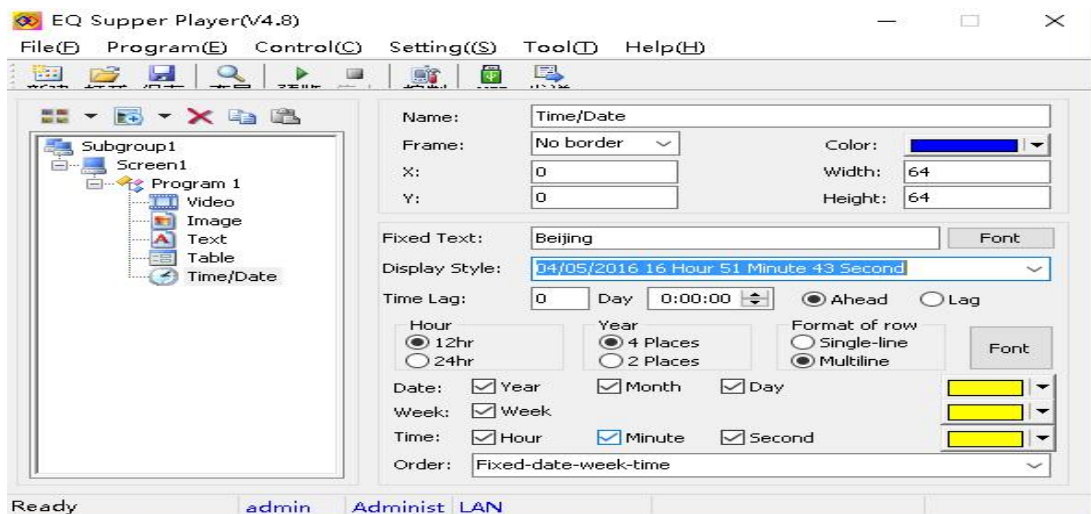 EQ Supper Player(V4.8)
File(F) Program(E) Control(C) Setting((S) Tool(T) Help(H)
Subgroup1
Screen1
Program 1
Video
Image
Text
Table
Time/Date
Name: Time/Date
Frame: No border Color:
X: 0 Width: 64
Y: 0 Height: 64
Fixed Text: Beijing Font
Display Style: 04/05/2016 16 Hour 51 Minute 43 Second
Time Lag: 0 Day 0:00:00 Ahead Lag
Hour Year Format of row
12hr 4 Places Single-line
24hr 2 Places Multiline
Font
Date: Year Month Day
Week: Week
Time: Hour Minute Second
Order: Fixed-date-week-time
Ready admin Administ LAN